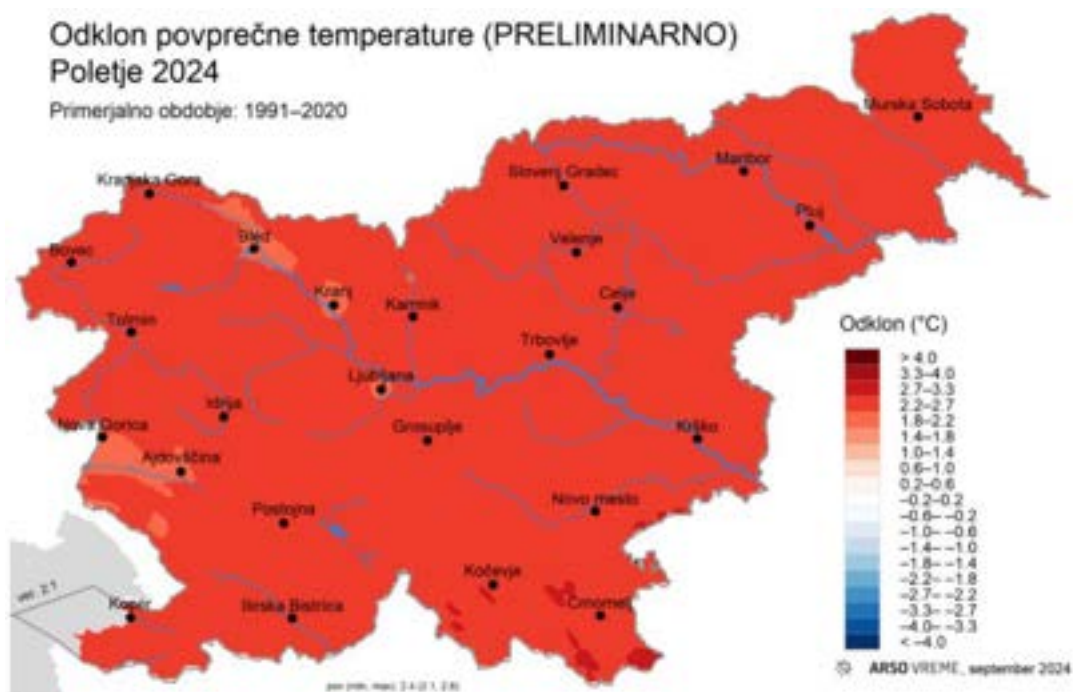 Odklon povprečne temperature (PRELIMINARNO)
Poletje 2024
Primerjalno obdobje: 1991–2020
Murska Sobota
Maribor
Slovenj Gradec
Kranjska Gora
Ptuj
Bled
Velenje
Bovec
Kranj
Kamnik
Celje
Tolmin
Trbovlje
Ljubljana
Idrija
Nova Gorica
Grosuplje
Krško
Ajdovščina
Novo mesto
Postojna
Kočevje
Koper
Ilirska Bistrica
Črnomelj
Odklon (°C)
> 4.0
3.3–4.0
2.7–3.3
2.2–2.7
1.8–2.2
1.4–1.8
1.0–1.4
0.6–1.0
0.2–0.6
–0.2–0.2
–0.6– –0.2
–1.0– –0.6
–1.4– –1.0
–1.8– –1.4
–2.2– –1.8
–2.7– –2.2
–3.3– –2.7
–4.0– –3.3
< –4.0
ARSO VREME, september 2024